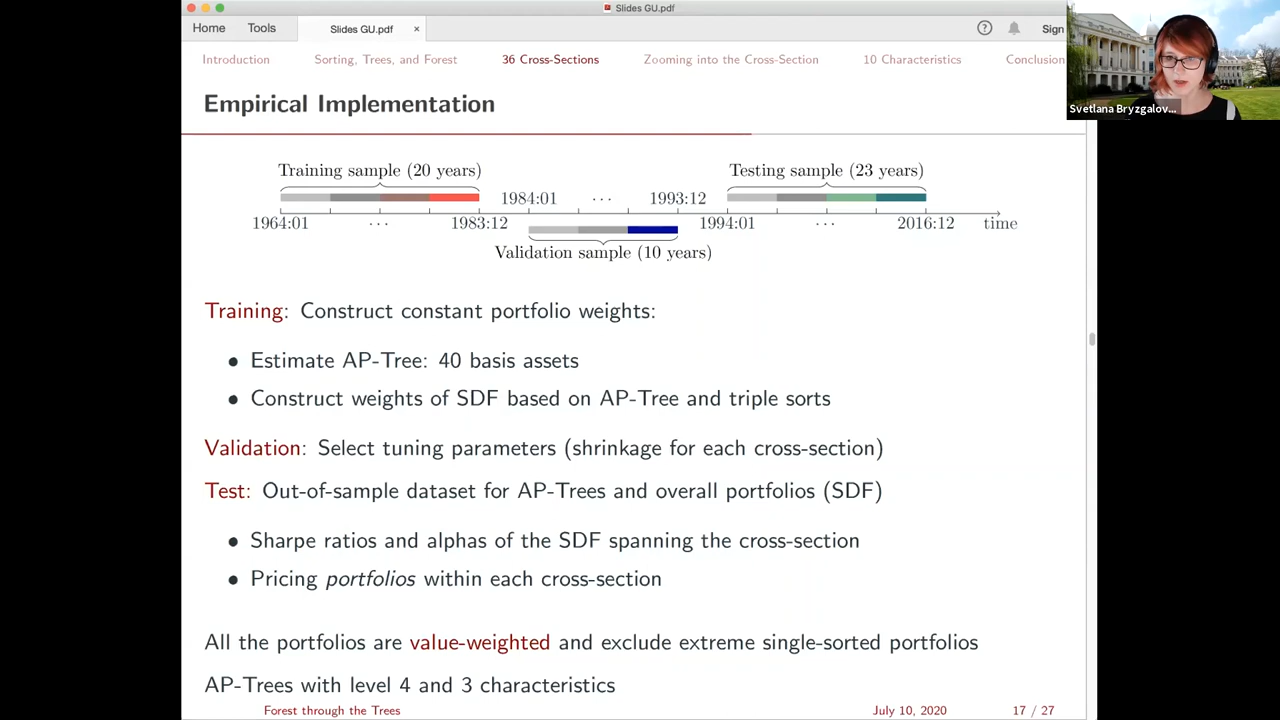 Slides GU.pdf
Home Tools Slides GU.pdf × ? Sign
Introduction Sorting, Trees, and Forest 36 Cross-Sections Zooming into the Cross-Section 10 Characteristics Conclusion
Svetlana Bryzgalov...
Empirical Implementation
Training sample (20 years) Testing sample (23 years)
1984:01 ··· 1993:12
1964:01 ··· 1983:12 1994:01 ··· 2016:12 time
Validation sample (10 years)
Training: Construct constant portfolio weights:
• Estimate AP-Tree: 40 basis assets
• Construct weights of SDF based on AP-Tree and triple sorts
Validation: Select tuning parameters (shrinkage for each cross-section)
Test: Out-of-sample dataset for AP-Trees and overall portfolios (SDF)
• Sharpe ratios and alphas of the SDF spanning the cross-section
• Pricing portfolios within each cross-section
All the portfolios are value-weighted and exclude extreme single-sorted portfolios
AP-Trees with level 4 and 3 characteristics
Forest through the Trees July 10, 2020 17 / 27